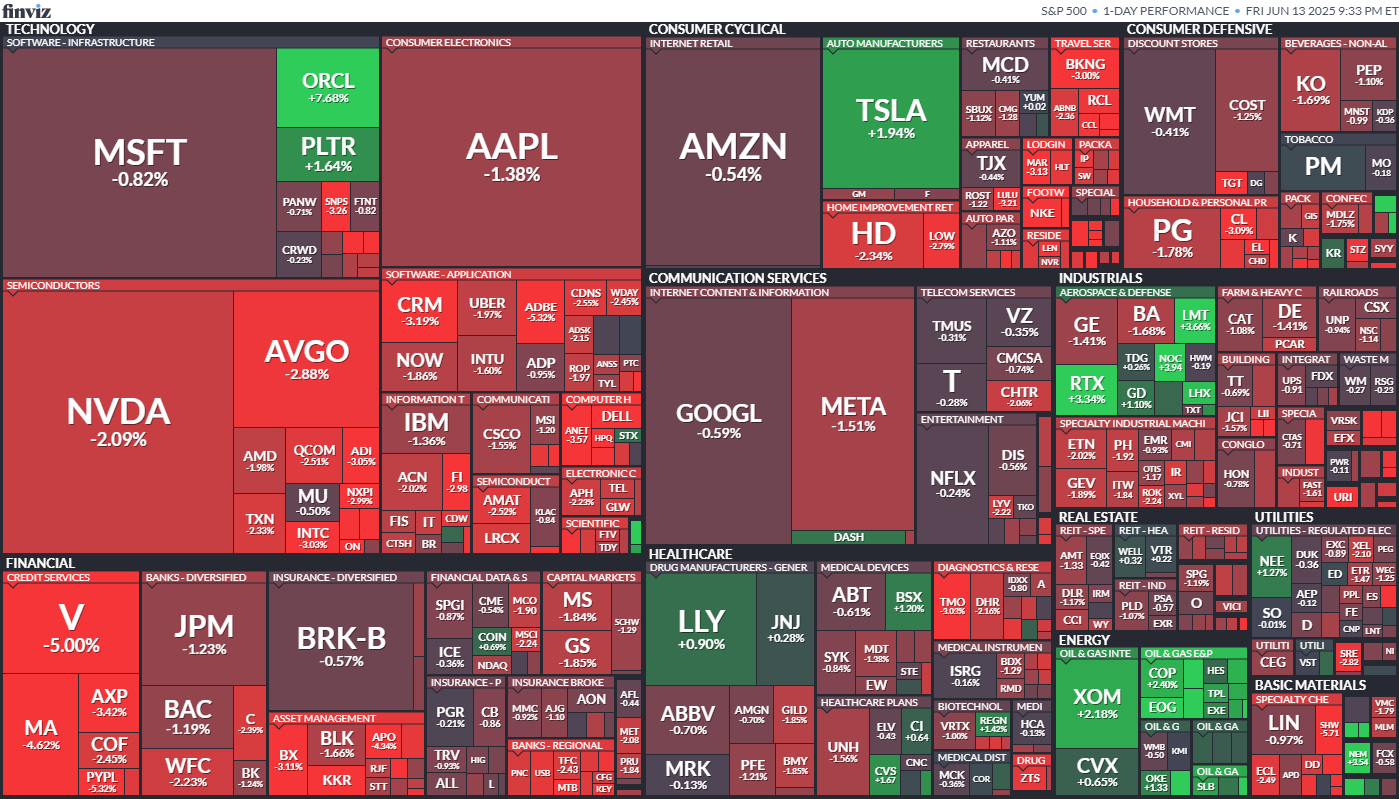 finviz
S&P 500 • 1-DAY PERFORMANCE • FRI JUN 13 2025 9:33 PM ET
TECHNOLOGY
SOFTWARE - INFRASTRUCTURE
MSFT
-0.82%
ORCL
+7.68%
PLTR
+1.64%
PANW
-0.71%
SNPS
-3.26
FTNT
-0.82
CRWD
-0.23%
CONSUMER ELECTRONICS
AAPL
-1.38%
SEMICONDUCTORS
NVDA
-2.09%
AVGO
-2.88%
AMD
-1.98%
QCOM
-2.51%
ADI
-3.05%
TXN
-2.33%
MU
-0.50%
NXPI
-2.99%
INTC
-3.03%
ON
SOFTWARE - APPLICATION
CRM
-3.19%
UBER
-1.97%
ADBE
-5.32%
CDNS
-2.55%
WDAY
-2.45%
NOW
-1.86%
INTU
-1.60%
ADP
-0.95%
ADSK
-2.15
ROP
-1.97
ANSS
PTC
TYL
INFORMATION T
IBM
-1.36%
ACN
-2.02%
FI
-2.98
FIS
IT
CDW
CTSH
BR
COMMUNICATI
CSCO
-1.55%
MSI
-1.20
COMPUTER H
ANET
-3.57
DELL
HPQ
STX
SEMICONDUCT
AMAT
-2.52%
KLAC
-0.84
LRCX
ELECTRONIC C
APH
-2.23%
TEL
GLW
SCIENTIFIC
FTV
TDY
CONSUMER CYCLICAL
INTERNET RETAIL
AMZN
-0.54%
AUTO MANUFACTURERS
TSLA
+1.94%
GM
F
HOME IMPROVEMENT RET
HD
-2.34%
LOW
-2.79%
RESTAURANTS
MCD
-0.41%
SBUX
-1.12%
CMG
-1.28
YUM
+0.02
TRAVEL SER
BKNG
-3.00%
ABNB
-2.36
RCL
CCL
APPAREL
TJX
-0.44%
ROST
-1.22
LULU
-3.21
LODGIN
MAR
-3.13
HLT
PACKA
IP
SW
FOOTW
NKE
SPECIAL
AUTO PAR
AZO
-1.11%
RESIDE
LEN
NVR
CONSUMER DEFENSIVE
DISCOUNT STORES
WMT
-0.41%
COST
-1.25%
TGT
DG
BEVERAGES - NON-AL
KO
-1.69%
PEP
-1.10%
MNST
-0.99
KDP
-0.36
TOBACCO
PM
MO
-0.18
HOUSEHOLD & PERSONAL PR
PG
-1.78%
CL
-3.09%
EL
CHD
PACK
GIS
K
CONFEC
MDLZ
-1.75%
KR
STZ
SYY
COMMUNICATION SERVICES
INTERNET CONTENT & INFORMATION
GOOGL
-0.59%
META
-1.51%
DASH
TELECOM SERVICES
TMUS
-0.31%
VZ
-0.35%
T
-0.28%
CMCSA
-0.74%
CHTR
-2.06%
ENTERTAINMENT
NFLX
-0.24%
DIS
-0.56%
LYV
-2.22
TKO
INDUSTRIALS
AEROSPACE & DEFENSE
GE
-1.41%
BA
-1.68%
LMT
+3.66%
RTX
+3.34%
TDG
+0.26%
NOC
+3.94
HWM
-0.19
GD
+1.10%
LHX
TXT
SPECIALTY INDUSTRIAL MACHI
ETN
-2.02%
PH
-1.92
EMR
-0.93%
CMI
GEV
-1.89%
ITW
-1.84
OTIS
-1.17
IR
ROK
-2.24
XYL
FARM & HEAVY C
CAT
-1.08%
DE
-1.41%
PCAR
RAILROADS
UNP
-0.94%
CSX
NSC
-1.14
BUILDING
TT
-0.69%
JCI
-1.57%
LII
INTEGRAT
UPS
-0.91
FDX
WASTE M
WM
-0.27
RSG
-0.23
CONGLO
HON
-0.78%
SPECIA
CTAS
-0.71
VRSK
EFX
INDUST
FAST
-1.61
PWR
-0.11
URI
FINANCIAL
CREDIT SERVICES
V
-5.00%
MA
-4.62%
AXP
-3.42%
COF
-2.45%
PYPL
-5.32%
BANKS - DIVERSIFIED
JPM
-1.23%
BAC
-1.19%
C
-2.39%
WFC
-2.23%
BK
-1.24%
INSURANCE - DIVERSIFIED
BRK-B
-0.57%
ASSET MANAGEMENT
BX
-3.11%
BLK
-1.66%
APO
-4.34%
KKR
RJF
STT
FINANCIAL DATA & S
SPGI
-0.87%
CME
-0.54%
MCO
-1.90
ICE
-0.36%
COIN
+0.69%
MSCI
-2.24
NDAQ
CAPITAL MARKETS
MS
-1.84%
SCHW
-1.29
GS
-1.85%
INSURANCE - P
PGR
-0.21%
CB
-0.86
TRV
-0.93%
HIG
ALL
INSURANCE BROKE
MMC
-0.92%
AJG
-1.10
AON
AFL
-0.44
MET
-2.08
PRU
-1.84
BANKS - REGIONAL
PNC
USB
TFC
-2.43
MTB
CFG
KEY
HEALTHCARE
DRUG MANUFACTURERS - GENER
LLY
+0.90%
JNJ
+0.28%
ABBV
-0.70%
AMGN
-0.70%
GILD
-1.85%
MRK
-0.13%
PFE
-1.21%
BMY
-1.85%
MEDICAL DEVICES
ABT
-0.61%
BSX
+1.20%
SYK
-0.84%
MDT
-1.38%
STE
EW
DIAGNOSTICS & RESE
TMO
-3.03%
DHR
-2.16%
IDXX
-0.80
A
MEDICAL INSTRUMEN
ISRG
-0.16%
BDX
-1.29
RMD
HEALTHCARE PLANS
UNH
-1.56%
ELV
-0.43
CI
+0.64
CVS
+1.67
CNC
BIOTECHNOL
VRTX
-1.00%
REGN
+1.42%
MEDI
HCA
-0.13%
MEDICAL DIST
MCK
-0.36%
COR
DRUG
ZTS
REAL ESTATE
REIT - SPE
AMT
-1.33
EQIX
-0.42
DLR
-1.17%
IRM
CCI
WY
REIT - HEA
WELL
+0.32
VTR
+0.22
REIT - IND
PLD
-1.07%
PSA
-0.57
EXR
REIT - RESID
SPG
-1.19%
O
VICI
UTILITIES
UTILITIES - REGULATED ELEC
NEE
+1.27%
DUK
-0.36
EXC
-0.89
XEL
-2.10
PEG
ED
ETR
-1.47
WEC
-1.25
SO
-0.01%
AEP
-0.12
PPL
ES
D
FE
CNP
LNT
UTILITI
CEG
UTILI
VST
SRE
-2.82
NI
ENERGY
OIL & GAS INTE
XOM
+2.18%
CVX
+0.65%
OIL & GAS E&P
COP
+2.40%
HES
EOG
TPL
EXE
OIL & G
WMB
-0.50
KMI
OKE
+1.33
OIL & GA
OIL & GA
SLB
BASIC MATERIALS
SPECIALTY CHE
LIN
-0.97%
SHW
-5.71
ECL
-2.49
APD
DD
NEM
+3.54
VMC
-1.79
MLM
FCX
-0.58